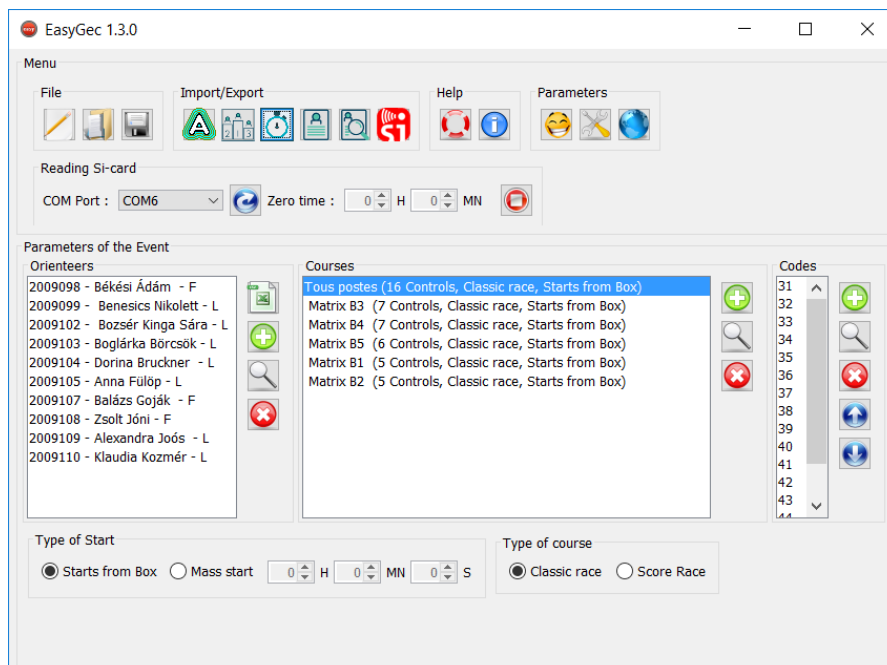 EasyGec 1.3.0
Menu
File
Import/Export
Help
Parameters
Reading Si-card
COM Port : COM6 Zero time : 0 H 0 MN
Parameters of the Event
Orienteers
2009098 - Békési Ádám - F
2009099 - Benesics Nikolett - L
2009102 - Bozsér Kinga Sára - L
2009103 - Boglárka Börcsök - L
2009104 - Dorina Bruckner - L
2009105 - Anna Fülöp - L
2009107 - Balázs Goják - F
2009108 - Zsolt Jóni - F
2009109 - Alexandra Joós - L
2009110 - Klaudia Kozmér - L
Courses
Tous postes (16 Controls, Classic race, Starts from Box)
Matrix B3 (7 Controls, Classic race, Starts from Box)
Matrix B4 (7 Controls, Classic race, Starts from Box)
Matrix B5 (6 Controls, Classic race, Starts from Box)
Matrix B1 (5 Controls, Classic race, Starts from Box)
Matrix B2 (5 Controls, Classic race, Starts from Box)
Codes
31
32
33
34
35
36
37
38
39
40
41
42
43
44
Type of Start
Starts from Box Mass start 0 H 0 MN 0 S
Type of course
Classic race Score Race